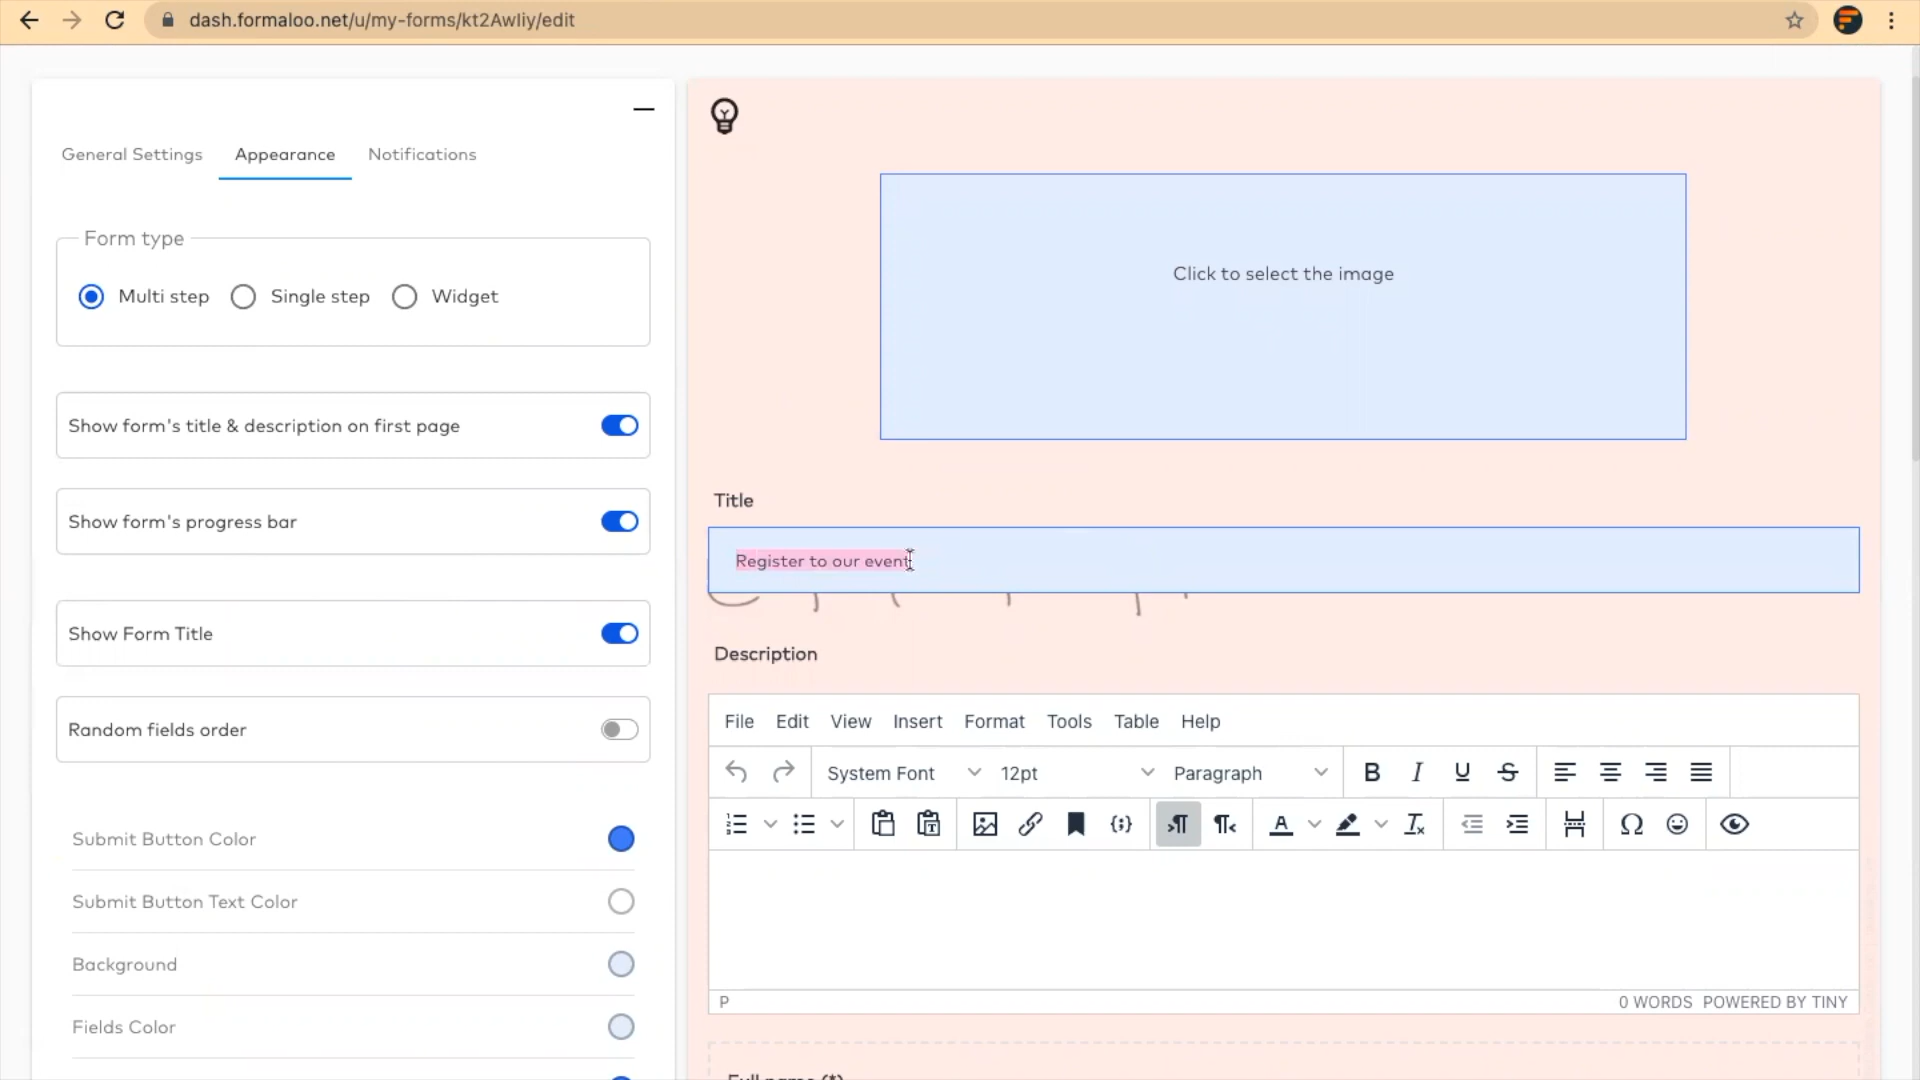 dash.formaloo.net/u/my-forms/kt2AwIiy/edit
General Settings Appearance Notifications
Form type
Multi step Single step Widget
Show form's title & description on first page
Show form's progress bar
Show Form Title
Random fields order
Submit Button Color
Submit Button Text Color
Background
Fields Color
Click to select the image
Title
Register to our event
Description
File Edit View Insert Format Tools Table Help
System Font 12pt Paragraph
P 0 WORDS POWERED BY TINY
Full name (*)